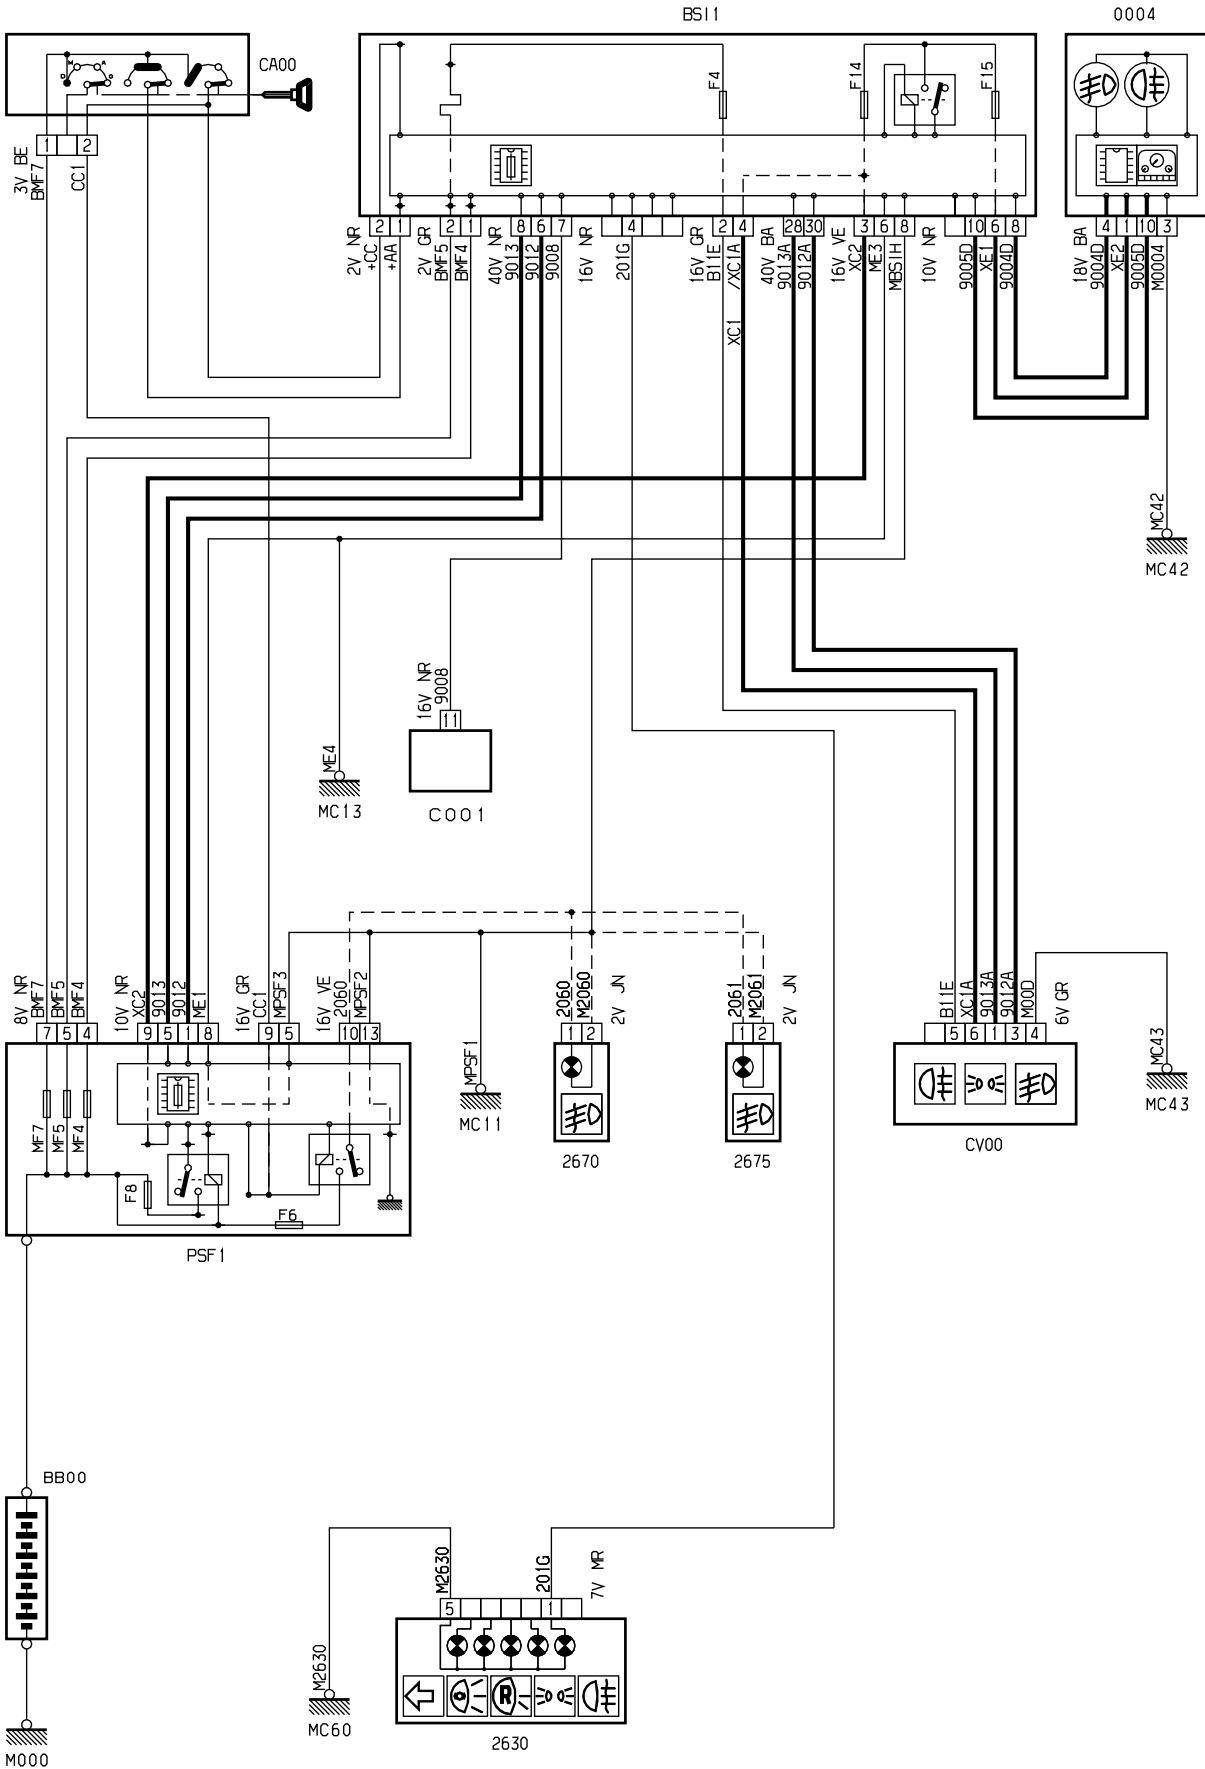 BSI1
0004
CA00
M
A
D
0
F4
F14
F15
1
2
3V BE
BMF7
CC1
2
1
2
1
8
6
7
4
2
4
28
30
3
6
8
10
6
8
4
1
10
3
2V NR
+CC
+AA
2V GR
BMF5
BMF4
40V NR
9013
9012
9008
16V NR
201G
16V GR
B11E
/XC1A
XC1
40V BA
9013A
9012A
16V VE
XC2
ME3
MBSIH
10V NR
9005D
XE1
9004D
18V BA
9004D
XE2
9005D
M0004
MC42
MC42
16V NR
9008
11
C001
ME4
MC13
8V NR
BMF7
BMF5
BMF4
10V NR
XC2
9013
9012
ME1
16V GR
CC1
MPSF3
16V VE
2060
MPSF2
7
5
4
9
5
1
8
9
5
10
13
MF7
MF5
MF4
F8
F6
PSF1
MPSF1
MC11
2060
M2060
2V JN
1
2
2670
2061
M2061
2V JN
1
2
2675
B11E
XC1A
9013A
9012A
M00D
6V GR
5
6
1
3
4
CV00
MC43
MC43
BB00
M000
M2630
201G
7V MR
5
1
R
2630
M2630
MC60